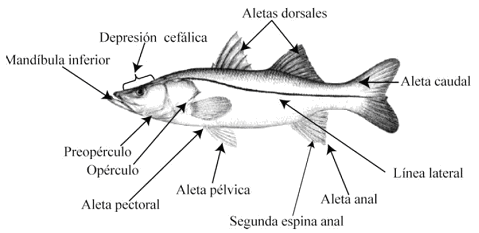 Aletas dorsales
Depresión cefálica
Mandíbula inferior
Aleta caudal
Preopérculo
Opérculo
Línea lateral
Aleta pélvica
Aleta anal
Aleta pectoral
Segunda espina anal